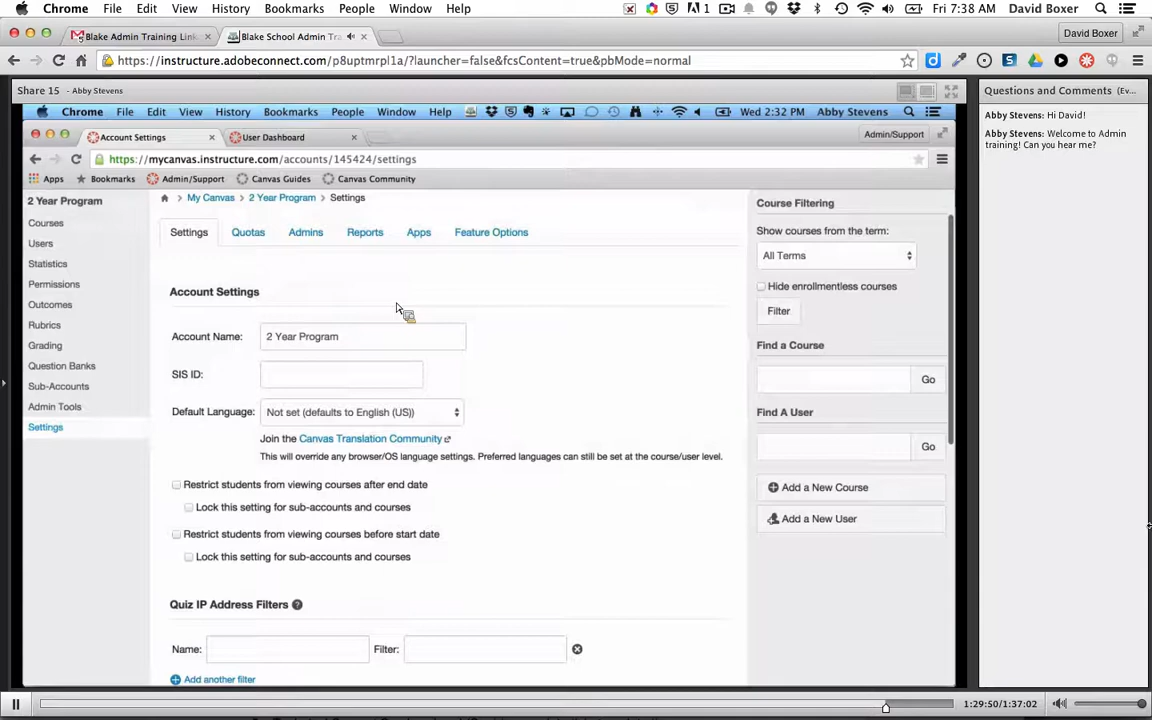 Chrome File Edit View History Bookmarks People Window Help
1 Fri 7:38 AM David Boxer
Blake Admin Training Link
Blake School Admin Tra
David Boxer
https://instructure.adobeconnect.com/p8uptmrpl1a/?launcher=false&fcsContent=true&pbMode=normal
Share 15 - Abby Stevens
Chrome File Edit View History Bookmarks People Window Help
Wed 2:32 PM Abby Stevens
Account Settings
User Dashboard
Admin/Support
https://mycanvas.instructure.com/accounts/145424/settings
Apps Bookmarks Admin/Support Canvas Guides Canvas Community
2 Year Program
Courses
Users
Statistics
Permissions
Outcomes
Rubrics
Grading
Question Banks
Sub-Accounts
Admin Tools
Settings
My Canvas > 2 Year Program > Settings
Settings Quotas Admins Reports Apps Feature Options
Account Settings
Account Name: 2 Year Program
SIS ID:
Default Language: Not set (defaults to English (US))
Join the Canvas Translation Community
This will override any browser/OS language settings. Preferred languages can still be set at the course/user level.
Restrict students from viewing courses after end date
Lock this setting for sub-accounts and courses
Restrict students from viewing courses before start date
Lock this setting for sub-accounts and courses
Quiz IP Address Filters
Name: Filter:
Add another filter
Course Filtering
Show courses from the term:
All Terms
Hide enrollmentless courses
Filter
Find a Course
Go
Find A User
Go
Add a New Course
Add a New User
Questions and Comments (Ev...
Abby Stevens: Hi David!
Abby Stevens: Welcome to Admin
training! Can you hear me?
1:29:50/1:37:02